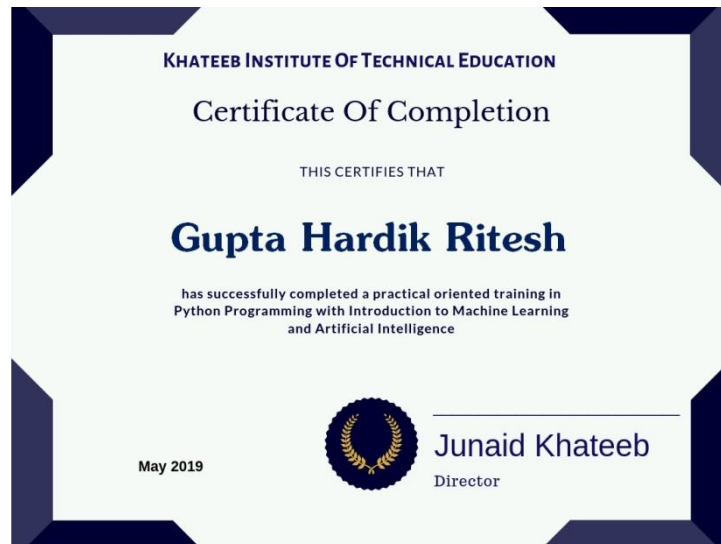 KHATEEB INSTITUTE OF TECHNICAL EDUCATION
Certificate Of Completion
THIS CERTIFIES THAT
Gupta Hardik Ritesh
has successfully completed a practical oriented training in
Python Programming with Introduction to Machine Learning
and Artificial Intelligence
May 2019
Junaid Khateeb
Director